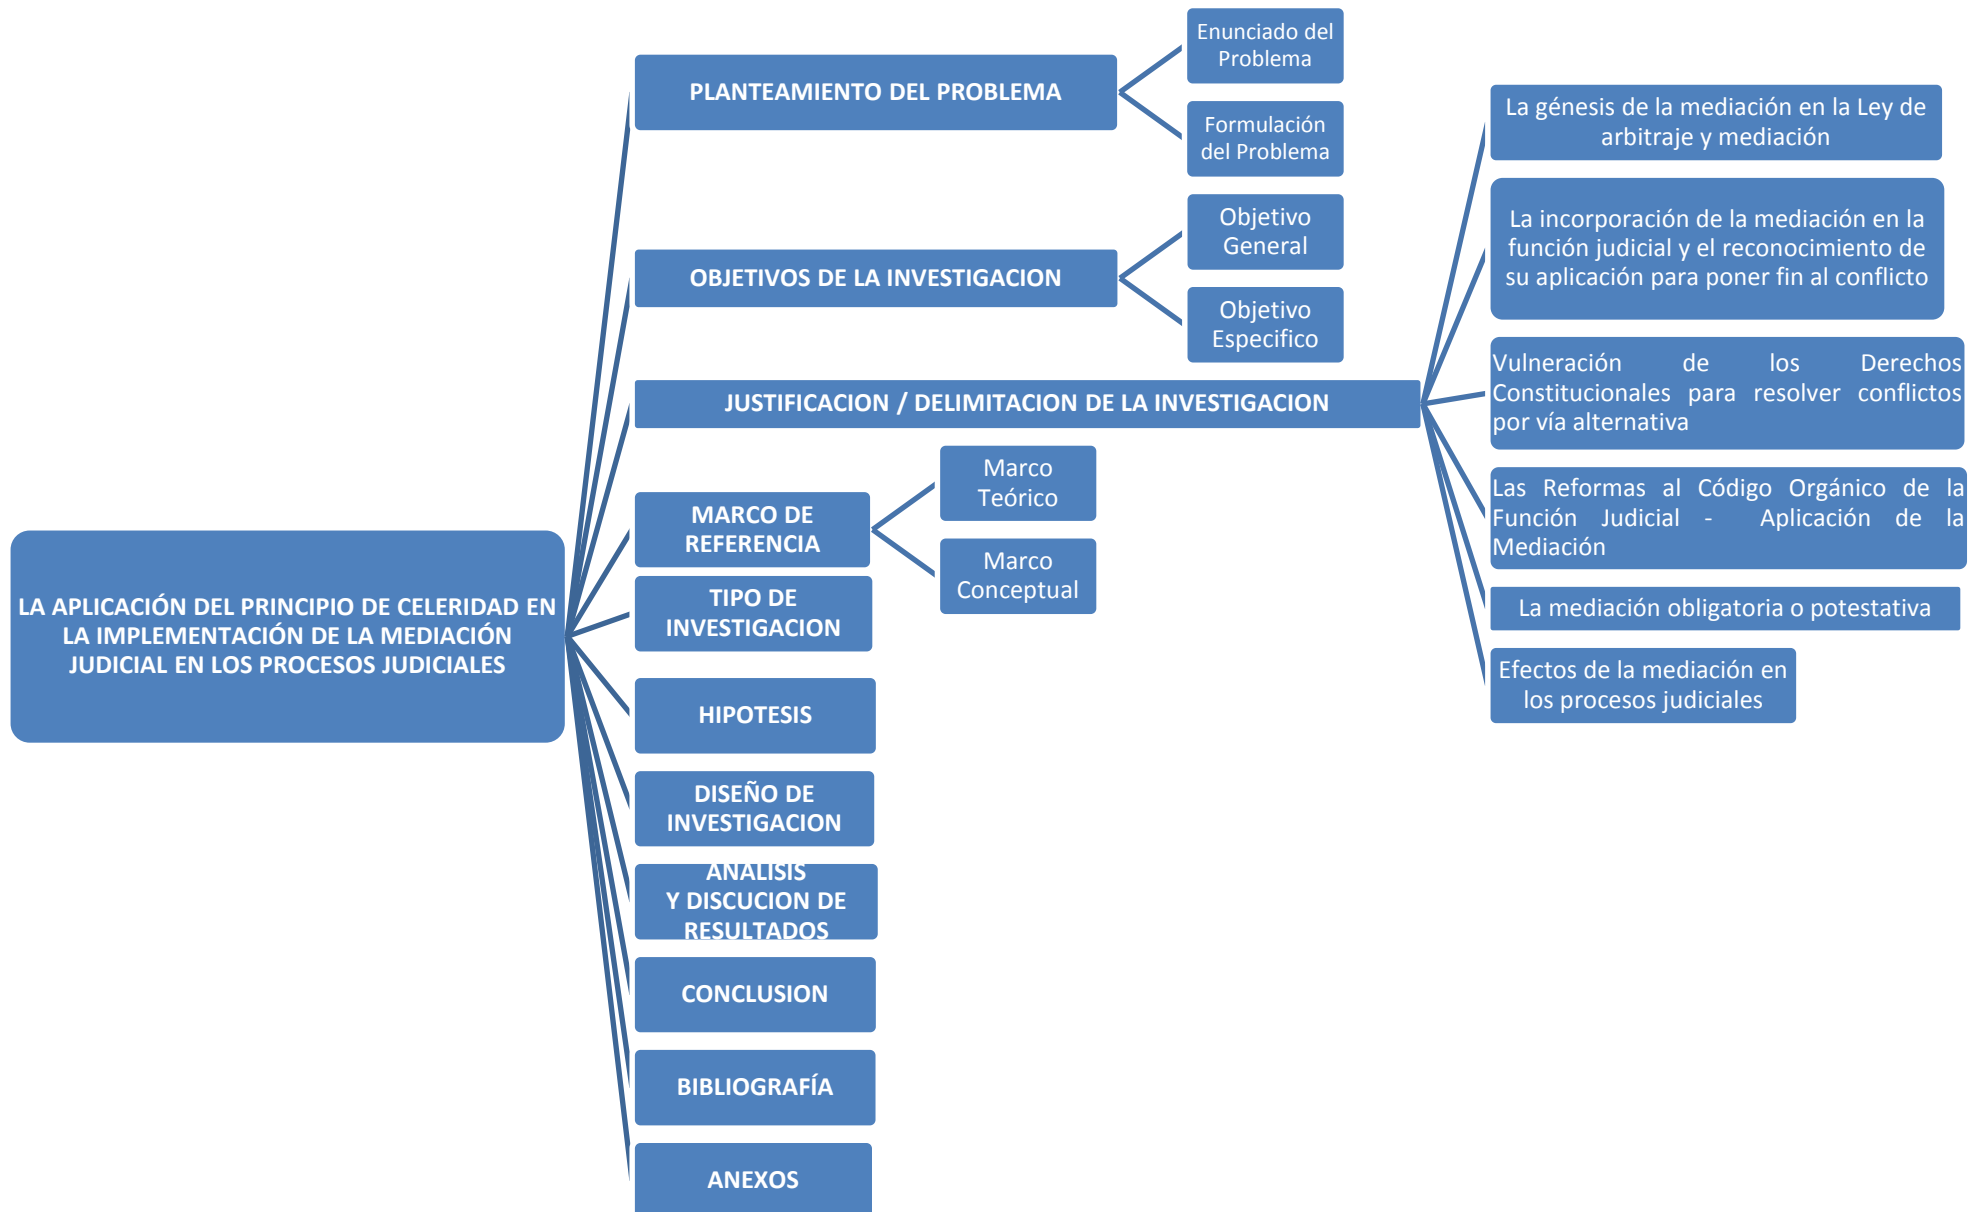 LA APLICACIÓN DEL PRINCIPIO DE CELERIDAD EN
LA IMPLEMENTACIÓN DE LA MEDIACIÓN
JUDICIAL EN LOS PROCESOS JUDICIALES
PLANTEAMIENTO DEL PROBLEMA
Enunciado del
Problema
Formulación
del Problema
OBJETIVOS DE LA INVESTIGACION
Objetivo
General
Objetivo
Especifico
JUSTIFICACION / DELIMITACION DE LA INVESTIGACION
La génesis de la mediación en la Ley de
arbitraje y mediación
La incorporación de la mediación en la
función judicial y el reconocimiento de
su aplicación para poner fin al conflicto
Vulneración de los Derechos
Constitucionales para resolver conflictos
por vía alternativa
Las Reformas al Código Orgánico de la
Función Judicial - Aplicación de la
Mediación
La mediación obligatoria o potestativa
Efectos de la mediación en
los procesos judiciales
MARCO DE
REFERENCIA
Marco
Teórico
Marco
Conceptual
TIPO DE
INVESTIGACION
HIPOTESIS
DISEÑO DE
INVESTIGACION
ANALISIS
Y DISCUCION DE
RESULTADOS
CONCLUSION
BIBLIOGRAFÍA
ANEXOS